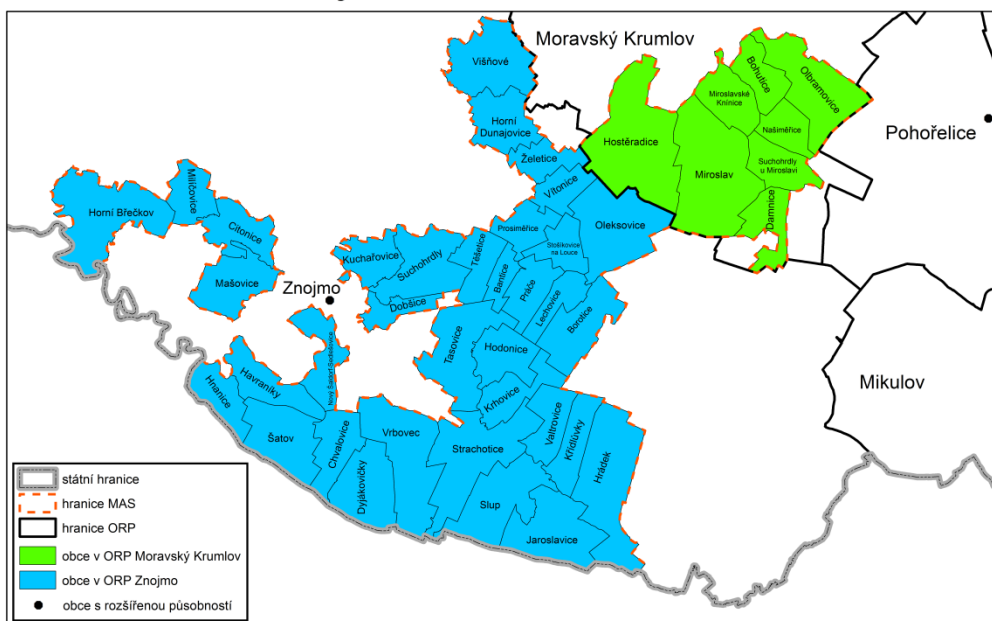 Moravský Krumlov
Višňové
Bohutice
Olbramovice
Miroslavské
Knínice
Horní
Dunajovice
Hostěradice
Našiměřice
Pohořelice
Želetice
Miroslav
Suchohrdly
u Miroslavi
Vítonice
Milíčovice
Damnice
Horní Břečkov
Citonice
Oleksovice
Prosiměřice
Stošíkovice
na Louce
Kuchařovice
Suchohrdly
Těšetice
Mašovice
Bantice
Práče
Znojmo
Dobšice
Lechovice
Borotice
Tasovice
Hodonice
Nový Šaldorf-Sedlešovice
Mikulov
Havraníky
Hnanice
Krhovice
Valtrovice
Křídlůvky
Hrádek
Šatov
Chvalovice
Vrbovec
Strachotice
Dyjákovičky
Slup
Jaroslavice
státní hranice
hranice MAS
hranice ORP
obce v ORP Moravský Krumlov
obce v ORP Znojmo
obce s rozšířenou působností